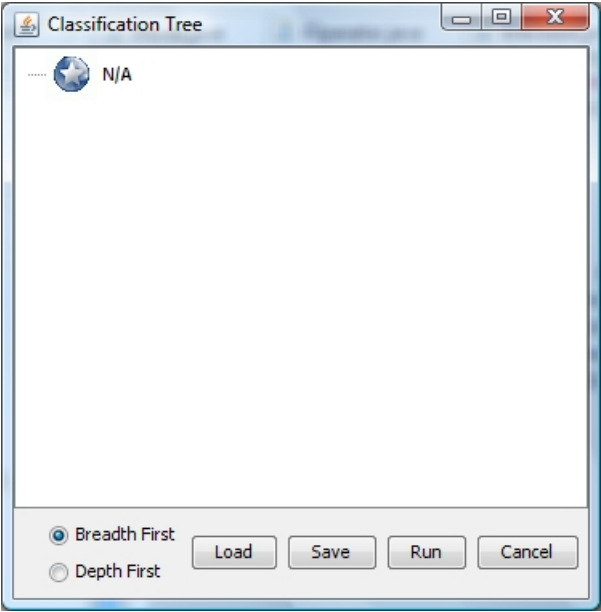 Classification Tree
N/A
Breadth First
Depth First
Load Save Run Cancel